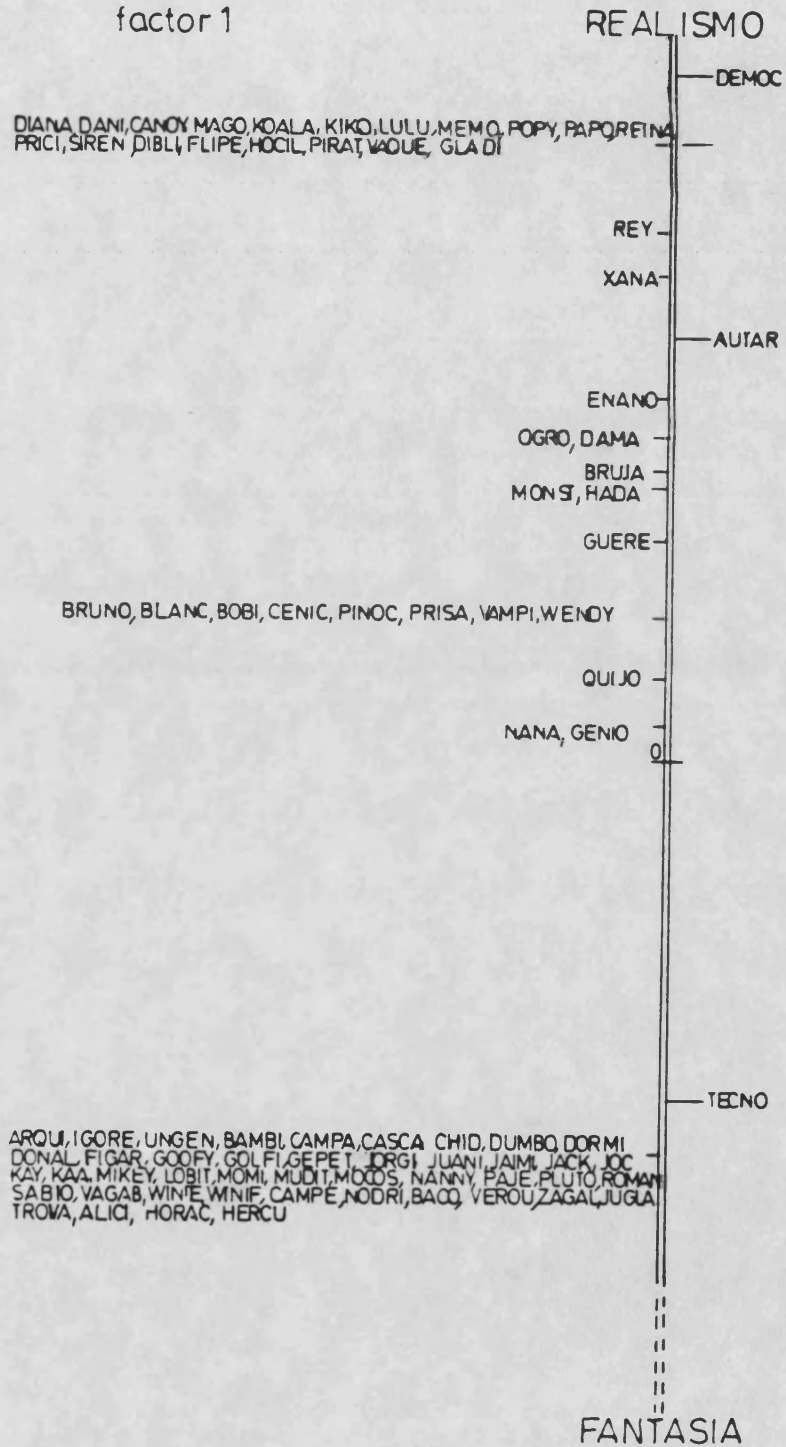 factor 1
REALISMO
DEMOC
DIANA, DANI, CANDY MAGO, KOALA, KIKO, LULU, MEMO, POPY, PAPO, REINA
PRICI, SIREN, DIBLI, FLIPE, HOCIL, PIRAT, VAQUE, GLADI
REY
XANA
AUTAR
ENANO
OGRO, DAMA
BRUJA
MONST, HADA
GUERE
BRUNO, BLANC, BOBI, CENIC, PINOC, PRISA, VAMPI, WENDY
QUIJO
NANA, GENIO
0
TECNO
ARQUI, IGORE, UNGEN, BAMBI, CAMPA, CASCA CHID, DUMBO, DORMI
DONAL, FIGAR, GOOFY, GOLFI, GEPET, JORGI, JUANI, JAIMI, JACK, JOC
KAY, KAA, MIKEY, LOBIT, MOMI, MUDIT, MOCOS, NANNY, PAJE, PLUTO, ROMAN
SABIO, VAGAB, WINTE, WINIF, CAMPE, NODRI, BACO, VEROU, ZAGAL, JUGLA
TROVA, ALICI, HORAC, HERCU
FANTASIA